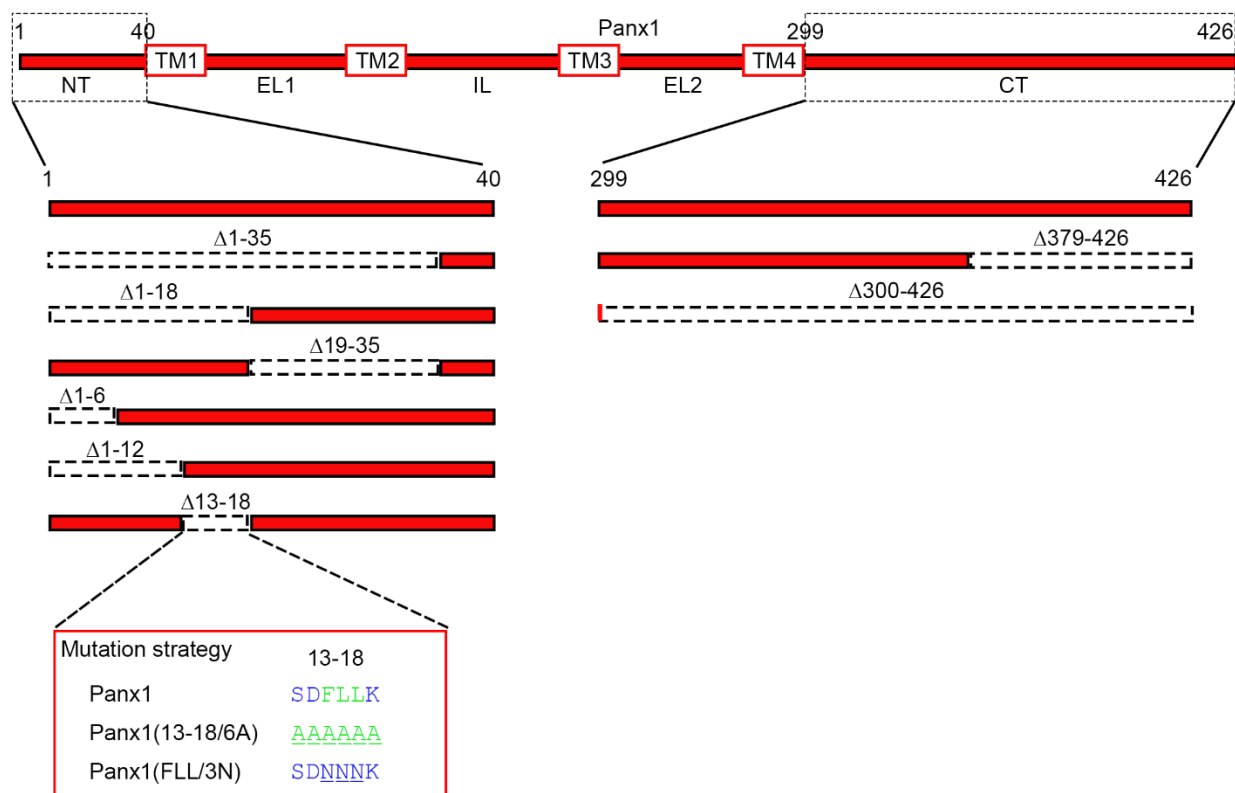 Panx1
1 40 299 426
TM1 TM2 TM3 TM4
NT EL1 IL EL2 CT
1 40 299 426
Δ1-35 Δ379-426
Δ1-18 Δ300-426
Δ19-35
Δ1-6
Δ1-12
Δ13-18
Mutation strategy 13-18
Panx1 SDFLLK
Panx1(13-18/6A) AAAAAA
Panx1(FLL/3N) SDNNNK